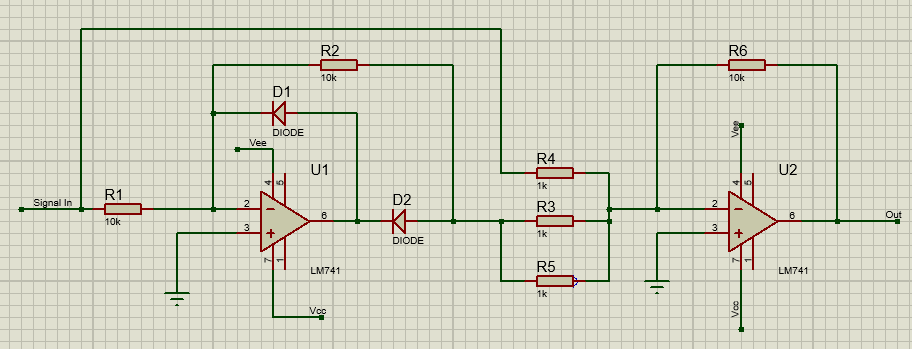 R2
10k
R6
10k
D1
DIODE
Vee
Vee
U1
4
5
R4
1k
U2
4
5
Signal In
R1
10k
2
3
6
7
1
LM741
D2
DIODE
R3
1k
2
3
6
7
1
LM741
Out
R5
1k
Vcc
Vcc